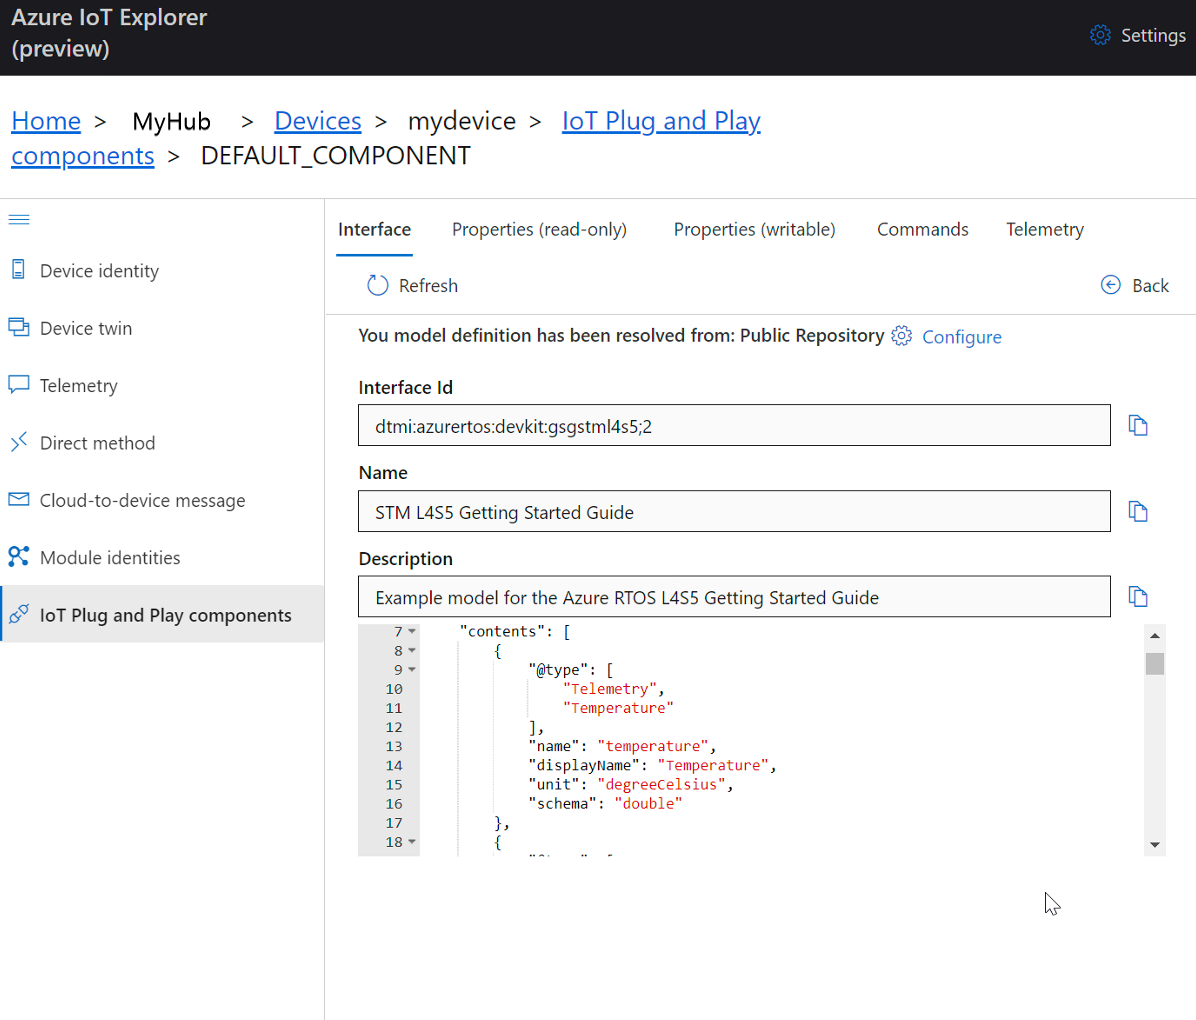 Azure IoT Explorer
(preview)
Settings
Home > MyHub > Devices > mydevice > IoT Plug and Play
components > DEFAULT_COMPONENT
Device identity
Device twin
Telemetry
Direct method
Cloud-to-device message
Module identities
IoT Plug and Play components
Interface Properties (read-only) Properties (writable) Commands Telemetry
Refresh Back
You model definition has been resolved from: Public Repository Configure
Interface Id
dtmi:azurertos:devkit:gsgstml4s5;2
Name
STM L4S5 Getting Started Guide
Description
Example model for the Azure RTOS L4S5 Getting Started Guide
7 "contents": [
8 {
9 "@type": [
10 "Telemetry",
11 "Temperature"
12 ],
13 "name": "temperature",
14 "displayName": "Temperature",
15 "unit": "degreeCelsius",
16 "schema": "double"
17 },
18 {